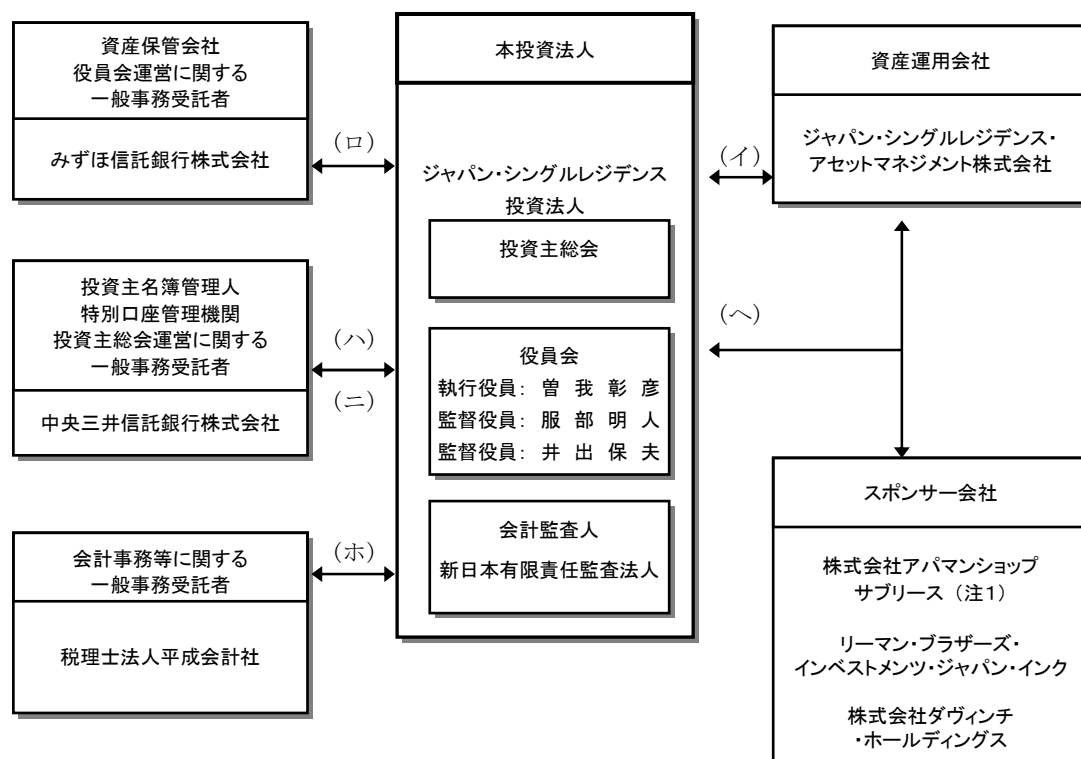 資産保管会社
役員会運営に関する
一般事務受託者
みずほ信託銀行株式会社
(ロ)
投資主名簿管理人
特別口座管理機関
投資主総会運営に関する
一般事務受託者
中央三井信託銀行株式会社
(ハ)
(ニ)
会計事務等に関する
一般事務受託者
税理士法人平成会計社
(ホ)
本投資法人
ジャパン・シングルレジデンス
投資法人
投資主総会
役員会
執行役員： 曽 我 彰 彦
監督役員： 服 部 明 人
監督役員： 井 出 保 夫
会計監査人
新日本有限責任監査法人
(イ)
(ヘ)
資産運用会社
ジャパン・シングルレジデンス・
アセットマネジメント株式会社
スポンサー会社
株式会社アパマンショップ
サブリース （注１）
リーマン・ブラザーズ・
インベストメンツ・ジャパン・インク
株式会社ダヴィンチ
・ホールディングス